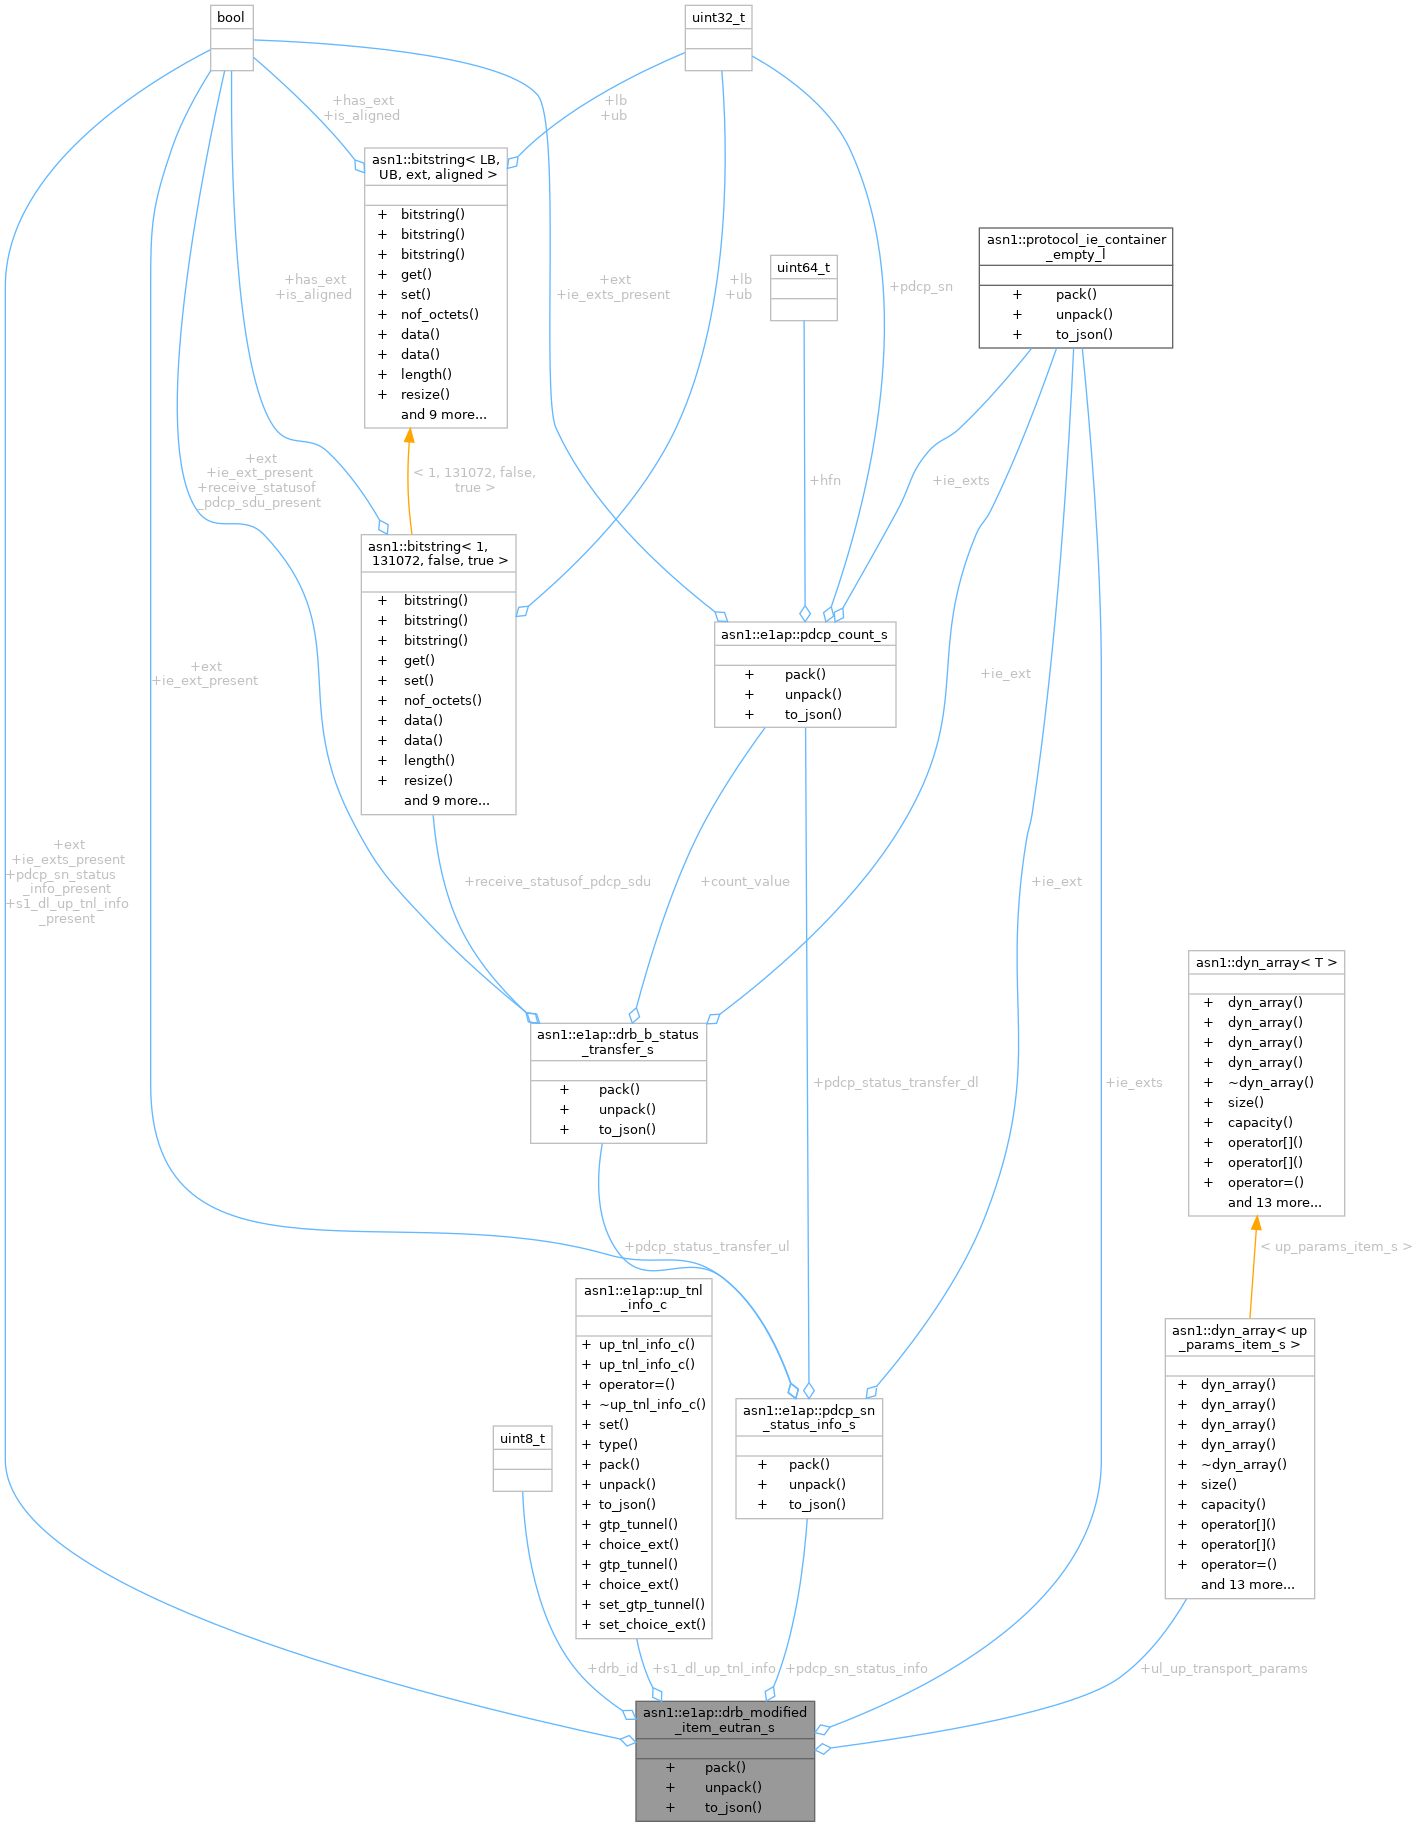 bool
uint32_t
+has_ext
+is_aligned
+lb
+ub
asn1::bitstring< LB,
UB, ext, aligned >
+ bitstring()
+ bitstring()
+ bitstring()
+ get()
+ set()
+ nof_octets()
+ data()
+ data()
+ length()
+ resize()
and 9 more...
asn1::protocol_ie_container
_empty_l
+ pack()
+ unpack()
+ to_json()
uint64_t
+has_ext
+is_aligned
+ext
+ie_exts_present
+lb
+ub
+pdcp_sn
+ext
+ie_ext_present
+receive_statusof
_pdcp_sdu_present
< 1, 131072, false,
true >
+hfn
+ie_exts
asn1::bitstring< 1,
131072, false, true >
+ bitstring()
+ bitstring()
+ bitstring()
+ get()
+ set()
+ nof_octets()
+ data()
+ data()
+ length()
+ resize()
and 9 more...
asn1::e1ap::pdcp_count_s
+ pack()
+ unpack()
+ to_json()
+ext
+ie_ext_present
+ie_ext
+ext
+ie_exts_present
+pdcp_sn_status
_info_present
+s1_dl_up_tnl_info
_present
+receive_statusof_pdcp_sdu
+count_value
+ie_ext
asn1::dyn_array< T >
+ dyn_array()
+ dyn_array()
+ dyn_array()
+ dyn_array()
+ ~dyn_array()
+ size()
+ capacity()
+ operator[]()
+ operator[]()
+ operator=()
and 13 more...
asn1::e1ap::drb_b_status
_transfer_s
+ pack()
+ unpack()
+ to_json()
+pdcp_status_transfer_dl
+ie_exts
+pdcp_status_transfer_ul
< up_params_item_s >
asn1::e1ap::up_tnl
_info_c
+ up_tnl_info_c()
+ up_tnl_info_c()
+ operator=()
+ ~up_tnl_info_c()
+ set()
+ type()
+ pack()
+ unpack()
+ to_json()
+ gtp_tunnel()
+ choice_ext()
+ gtp_tunnel()
+ choice_ext()
+ set_gtp_tunnel()
+ set_choice_ext()
asn1::dyn_array< up
_params_item_s >
+ dyn_array()
+ dyn_array()
+ dyn_array()
+ dyn_array()
+ ~dyn_array()
+ size()
+ capacity()
+ operator[]()
+ operator[]()
+ operator=()
and 13 more...
uint8_t
asn1::e1ap::pdcp_sn
_status_info_s
+ pack()
+ unpack()
+ to_json()
+drb_id
+s1_dl_up_tnl_info
+pdcp_sn_status_info
+ul_up_transport_params
asn1::e1ap::drb_modified
_item_eutran_s
+ pack()
+ unpack()
+ to_json()